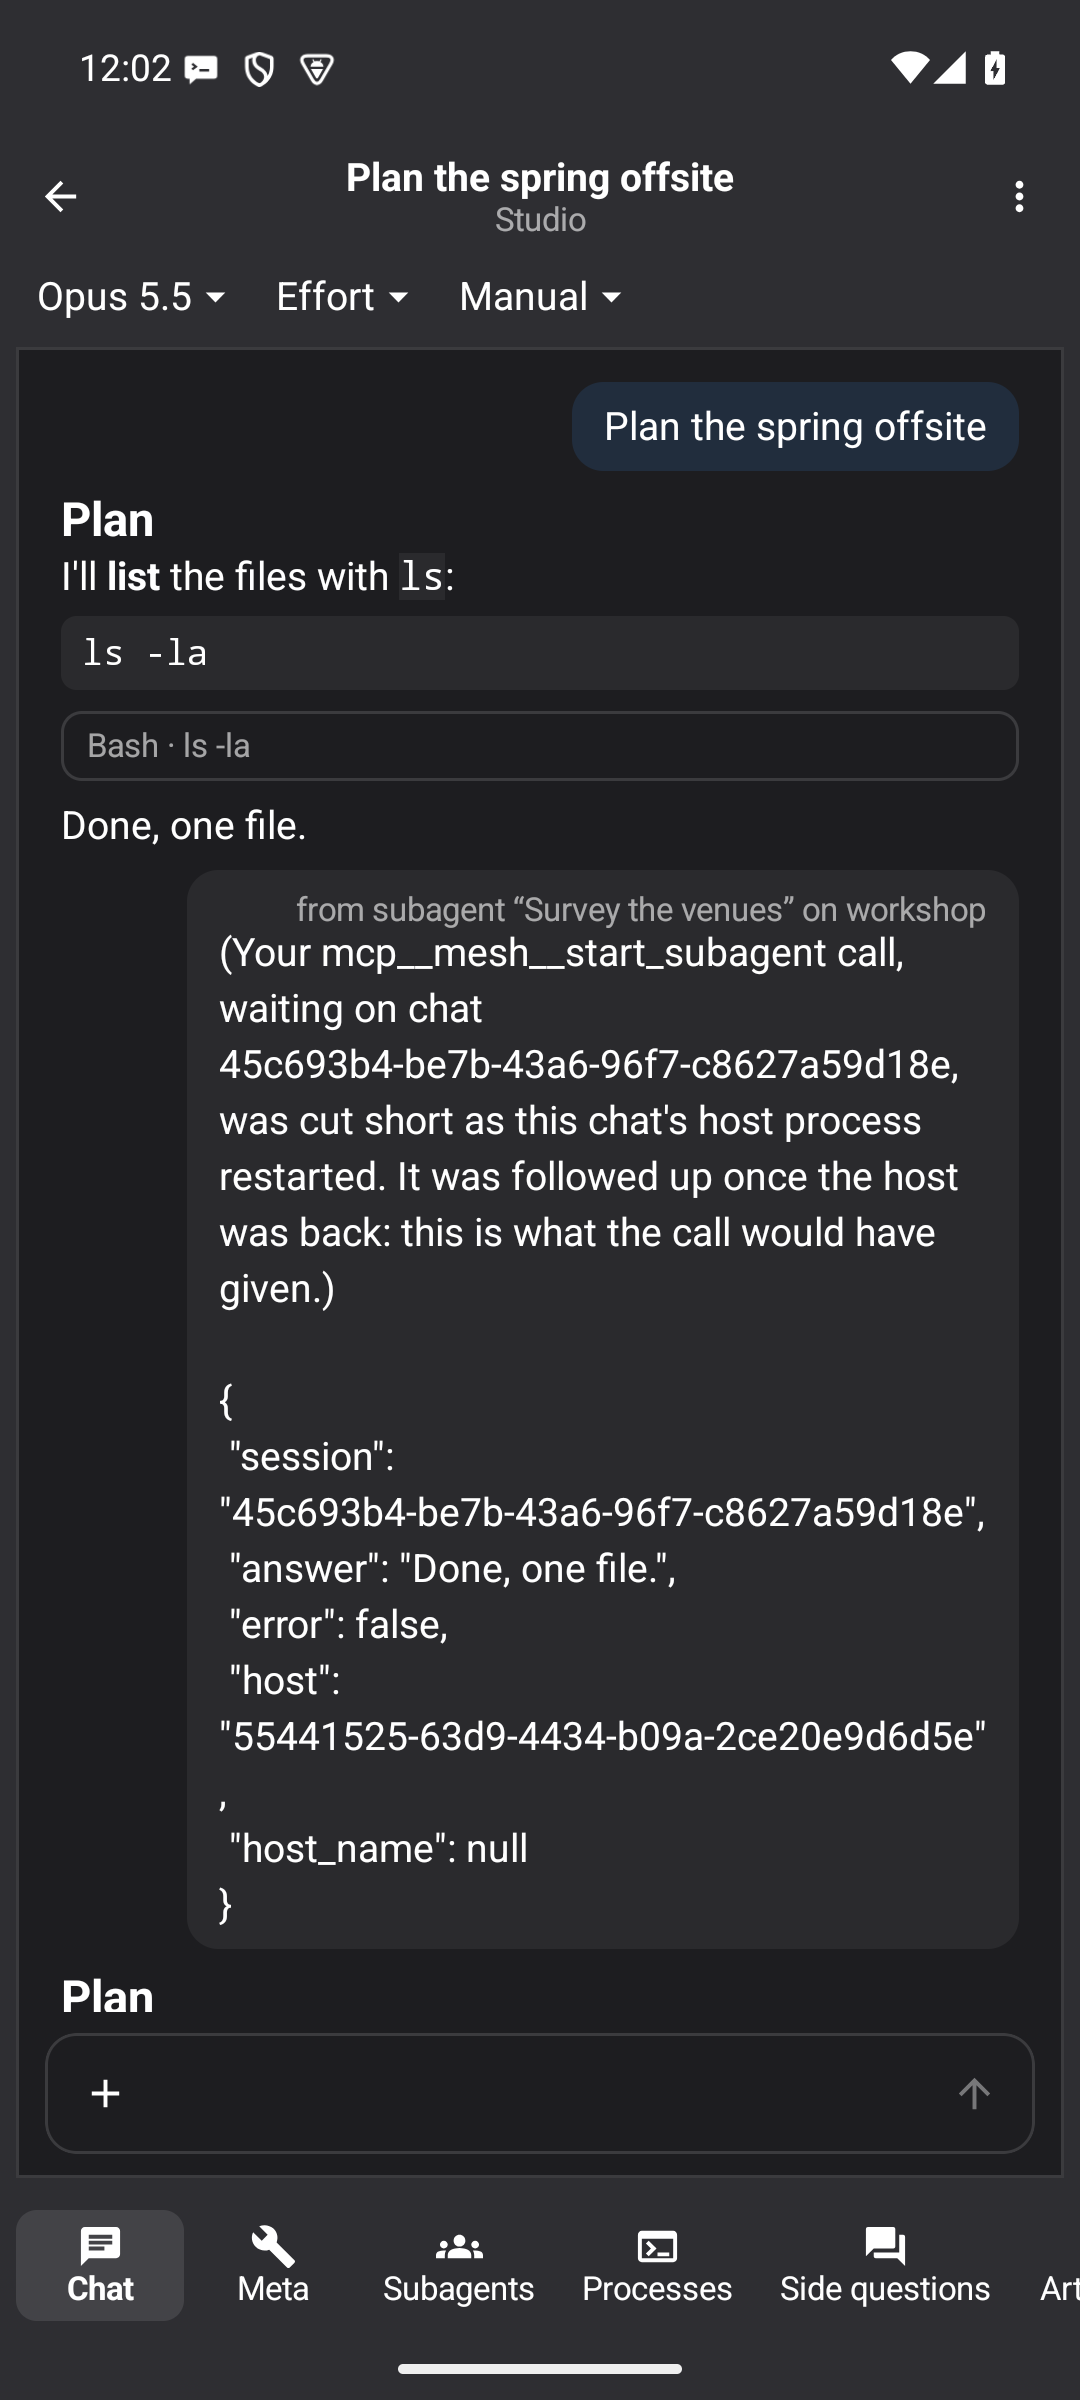 12:02
Plan the spring offsite
Studio
Opus 5.5
Effort
Manual
Plan the spring offsite
Plan
I'll list the files with ls:
ls -la
Bash · ls -la
Done, one file.
from subagent “Survey the venues” on workshop
(Your mcp__mesh__start_subagent call,
waiting on chat
45c693b4-be7b-43a6-96f7-c8627a59d18e,
was cut short as this chat's host process
restarted. It was followed up once the host
was back: this is what the call would have
given.)
{
"session":
"45c693b4-be7b-43a6-96f7-c8627a59d18e",
"answer": "Done, one file.",
"error": false,
"host":
"55441525-63d9-4434-b09a-2ce20e9d6d5e"
,
"host_name": null
}
Plan
Chat
Meta
Subagents
Processes
Side questions
Art